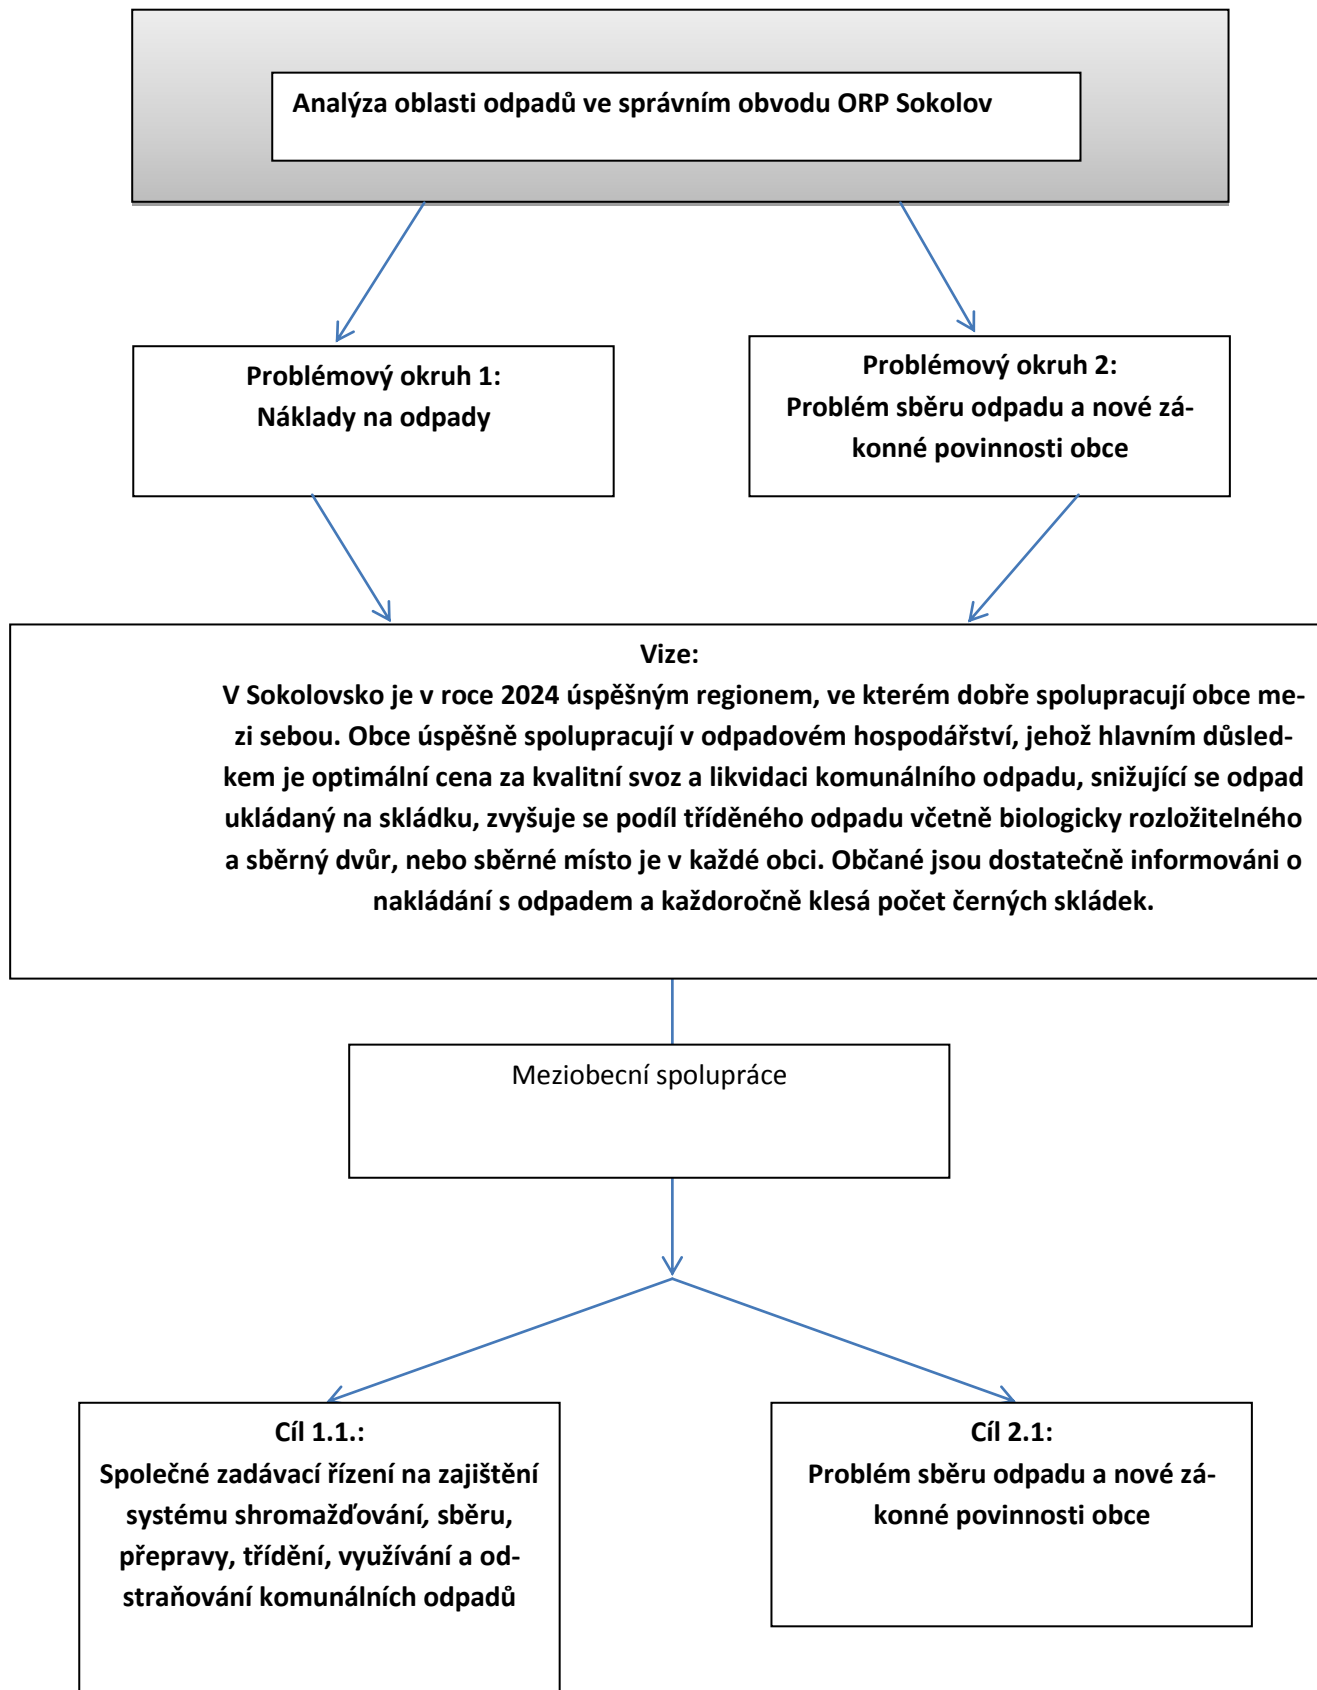 Analýza oblasti odpadů ve správním obvodu ORP Sokolov
Problémový okruh 1:
Náklady na odpady
Problémový okruh 2:
Problém sběru odpadu a nové zá-
konné povinnosti obce
Vize:
V Sokolovsko je v roce 2024 úspěšným regionem, ve kterém dobře spolupracují obce me-
zi sebou. Obce úspěšně spolupracují v odpadovém hospodářství, jehož hlavním důsled-
kem je optimální cena za kvalitní svoz a likvidaci komunálního odpadu, snižující se odpad
ukládaný na skládku, zvyšuje se podíl tříděného odpadu včetně biologicky rozložitelného
a sběrný dvůr, nebo sběrné místo je v každé obci. Občané jsou dostatečně informováni o
nakládání s odpadem a každoročně klesá počet černých skládek.
Meziobecní spolupráce
Cíl 1.1.:
Společné zadávací řízení na zajištění
systému shromažďování, sběru,
přepravy, třídění, využívání a od-
straňování komunálních odpadů
Cíl 2.1:
Problém sběru odpadu a nové zá-
konné povinnosti obce